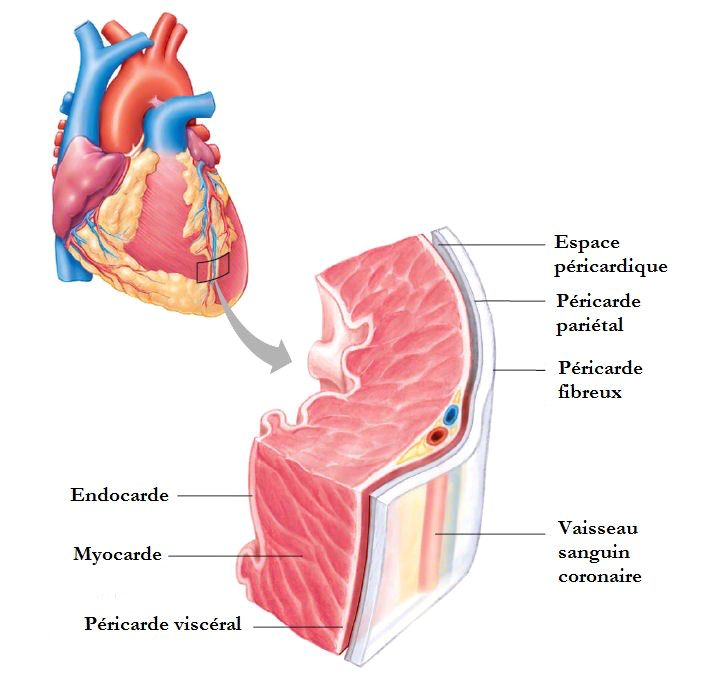 Espace
péricardique
Péricarde
pariétal
Péricarde
fibreux
Endocarde
Vaisseau
sanguin
coronaire
Myocarde
Péricarde viscéral